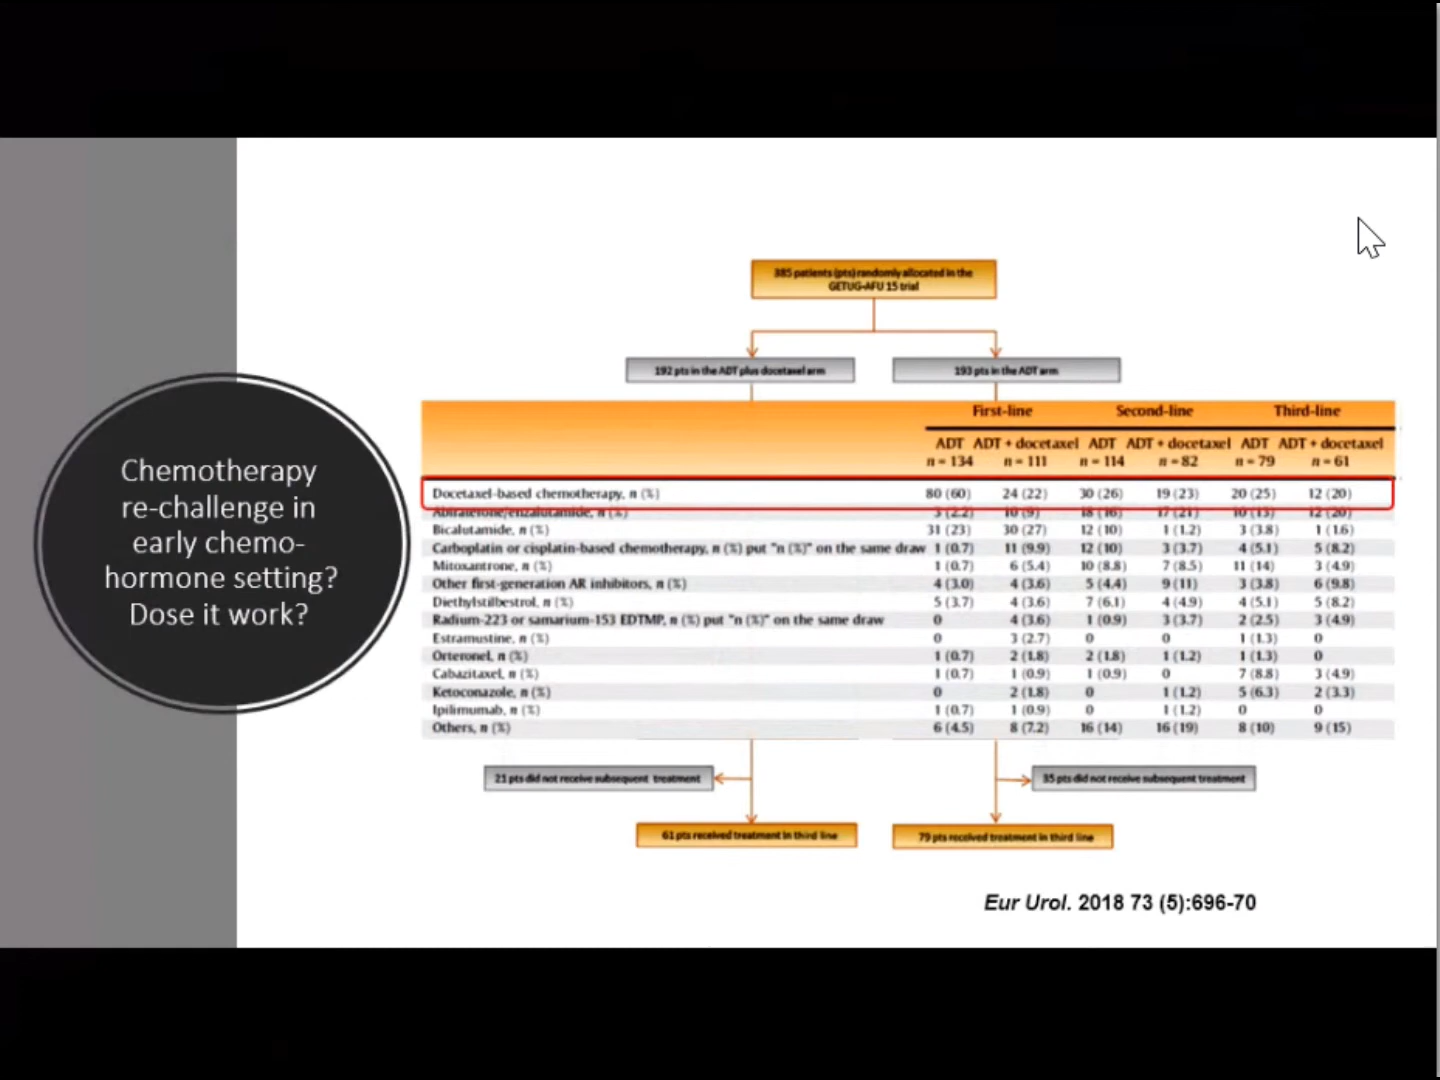 Chemotherapy
re-challenge in
early chemo-
hormone setting?
Dose it work?
385 patients (pts) randomly allocated in the
GETUG-AFU 15 trial
192 pts in the ADT plus docetaxel arm
193 pts in the ADT arm
First-line Second-line Third-line
ADT ADT + docetaxel ADT ADT + docetaxel ADT ADT + docetaxel
n = 134 n = 111 n = 114 n = 82 n = 79 n = 61
Docetaxel-based chemotherapy, n (%) 80 (60) 24 (22) 30 (26) 19 (23) 20 (25) 12 (20)
Abiraterone/enzalutamide, n (%) 3 (2.2) 10 (9) 18 (16) 17 (21) 10 (13) 12 (20)
Bicalutamide, n (%) 31 (23) 30 (27) 12 (10) 1 (1.2) 3 (3.8) 1 (1.6)
Carboplatin or cisplatin-based chemotherapy, n (%) put "n (%)" on the same draw 1 (0.7) 11 (9.9) 12 (10) 3 (3.7) 4 (5.1) 5 (8.2)
Mitoxantrone, n (%) 1 (0.7) 6 (5.4) 10 (8.8) 7 (8.5) 11 (14) 3 (4.9)
Other first-generation AR inhibitors, n (%) 4 (3.0) 4 (3.6) 5 (4.4) 9 (11) 3 (3.8) 6 (9.8)
Diethylstilbestrol, n (%) 5 (3.7) 4 (3.6) 7 (6.1) 4 (4.9) 4 (5.1) 5 (8.2)
Radium-223 or samarium-153 EDTMP, n (%) put "n (%)" on the same draw 0 4 (3.6) 1 (0.9) 3 (3.7) 2 (2.5) 3 (4.9)
Estramustine, n (%) 0 3 (2.7) 0 0 1 (1.3) 0
Orteronel, n (%) 1 (0.7) 2 (1.8) 2 (1.8) 1 (1.2) 1 (1.3) 0
Cabazitaxel, n (%) 1 (0.7) 1 (0.9) 1 (0.9) 0 7 (8.8) 3 (4.9)
Ketoconazole, n (%) 0 2 (1.8) 0 1 (1.2) 5 (6.3) 2 (3.3)
Ipilimumab, n (%) 1 (0.7) 1 (0.9) 0 1 (1.2) 0 0
Others, n (%) 6 (4.5) 8 (7.2) 16 (14) 16 (19) 8 (10) 9 (15)
21 pts did not receive subsequent treatment
35 pts did not receive subsequent treatment
61 pts received treatment in third line
79 pts received treatment in third line
Eur Urol. 2018 73 (5):696-70